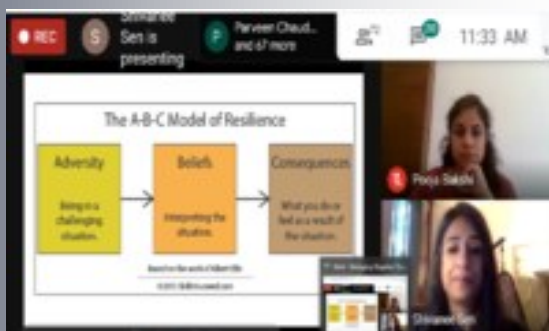 REC
S
Shivanee
Sen is
presenting
P
Parveen Chaud...
and 67 more
11:33 AM
The A-B-C Model of Resilience
Adversity
Being in a
challenging
situation.
Beliefs
Interpreting the
situation.
Consequences
What you do or
feel as a result of
the situation.
Based on the work of Albert Ellis
Pooja Bakshi
Shivanee Sen